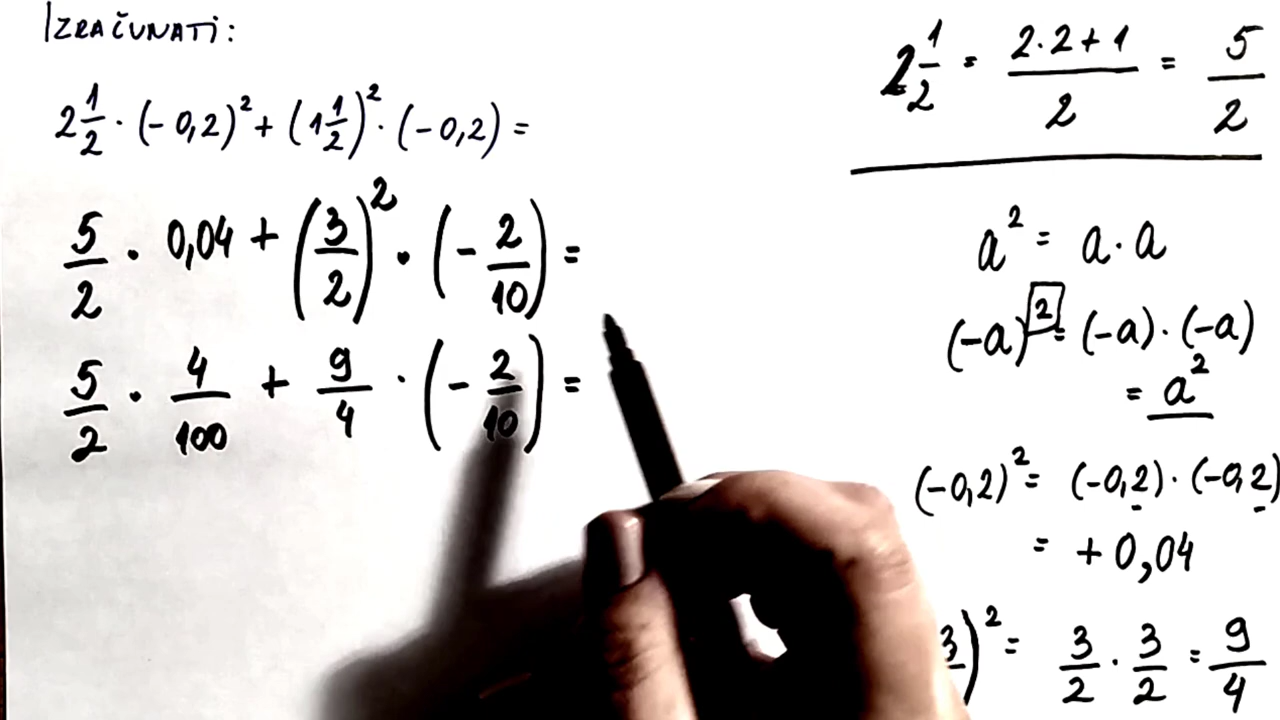 IZRAČUNATI:
2 1/2 · (-0,2)² + (1 1/2)² · (-0,2) =
5/2 · 0,04 + (3/2)² · (- 2/10) =
5/2 · 4/100 + 9/4 · (- 2/10) =
2 1/2 = (2·2+1)/2 = 5/2
a² = a·a
(-a)² = (-a)·(-a)
= a²
(-0,2)² = (-0,2)·(-0,2)
= +0,04
3/ )² = 3/2 · 3/2 = 9/4